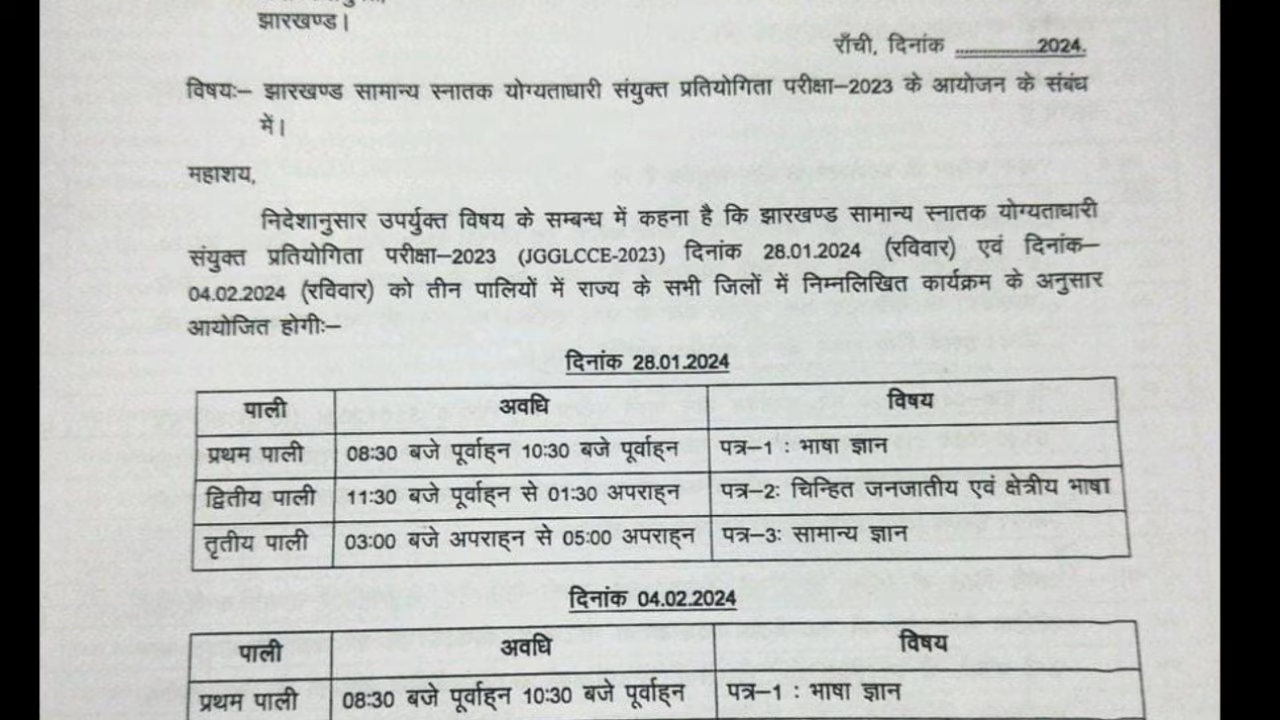 झारखण्ड।
राँची, दिनांक ..................2024.
विषयः– झारखण्ड सामान्य स्नातक योग्यताधारी संयुक्त प्रतियोगिता परीक्षा–2023 के आयोजन के संबंध
में।
महाशय,
निदेशानुसार उपर्युक्त विषय के सम्बन्ध में कहना है कि झारखण्ड सामान्य स्नातक योग्यताधारी
संयुक्त प्रतियोगिता परीक्षा–2023 (JGGLCCE-2023) दिनांक 28.01.2024 (रविवार) एवं दिनांक–
04.02.2024 (रविवार) को तीन पालियों में राज्य के सभी जिलों में निम्नलिखित कार्यक्रम के अनुसार
आयोजित होगीः–
दिनांक 28.01.2024
पाली अवधि विषय
प्रथम पाली 08:30 बजे पूर्वाह्न 10:30 बजे पूर्वाह्न पत्र–1 : भाषा ज्ञान
द्वितीय पाली 11:30 बजे पूर्वाह्न से 01:30 अपराह्न पत्र–2: चिन्हित जनजातीय एवं क्षेत्रीय भाषा
तृतीय पाली 03:00 बजे अपराह्न से 05:00 अपराह्न पत्र–3: सामान्य ज्ञान
दिनांक 04.02.2024
पाली अवधि विषय
प्रथम पाली 08:30 बजे पूर्वाह्न 10:30 बजे पूर्वाह्न पत्र–1 : भाषा ज्ञान